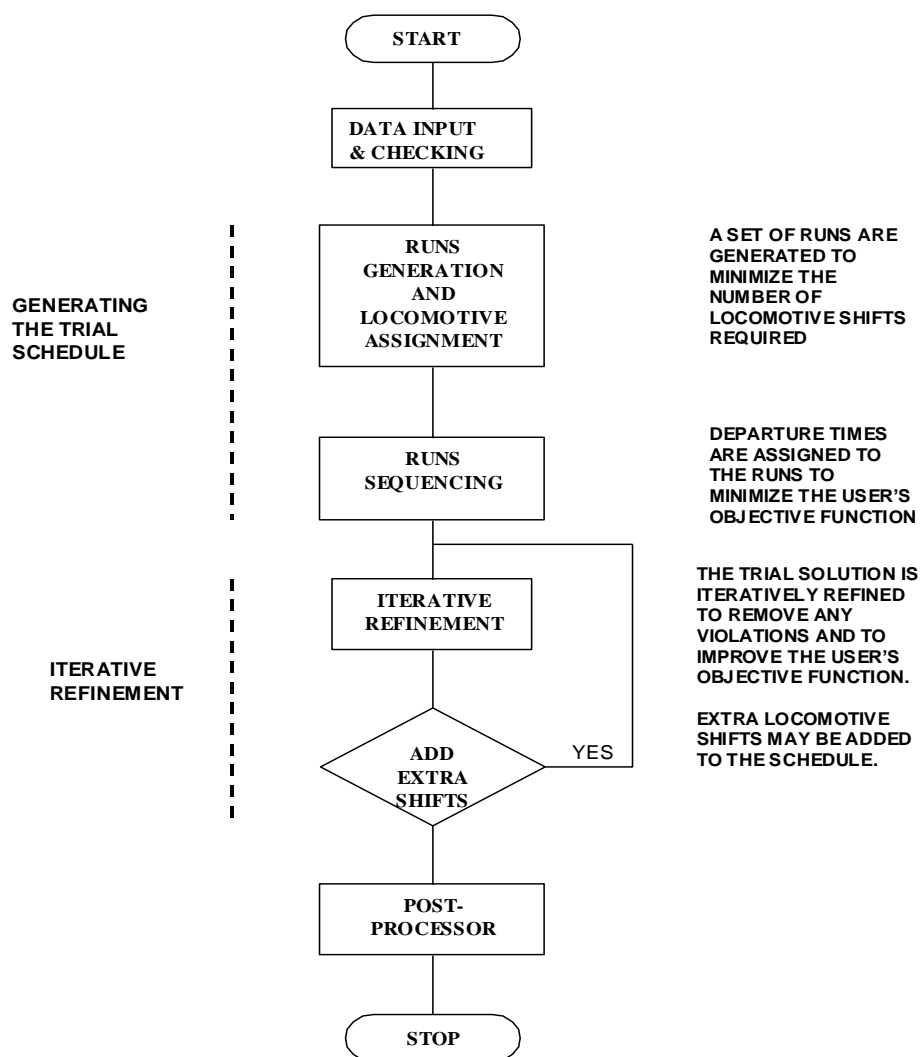 START
DATA INPUT
& CHECKING
GENERATING
THE TRIAL
SCHEDULE
RUNS
GENERATION
AND
LOCOMOTIVE
ASSIGNMENT
A SET OF RUNS ARE
GENERATED TO
MINIMIZE THE
NUMBER OF
LOCOMOTIVE SHIFTS
REQUIRED
RUNS
SEQUENCING
DEPARTURE TIMES
ARE ASSIGNED TO
THE RUNS TO
MINIMIZE THE USER'S
OBJECTIVE FUNCTION
ITERATIVE
REFINEMENT
ITERATIVE
REFINEMENT
THE TRIAL SOLUTION IS
ITERATIVELY REFINED
TO REMOVE ANY
VIOLATIONS AND TO
IMPROVE THE USER'S
OBJECTIVE FUNCTION.
EXTRA LOCOMOTIVE
SHIFTS MAY BE ADDED
TO THE SCHEDULE.
ADD
EXTRA
SHIFTS
YES
POST-
PROCESSOR
STOP